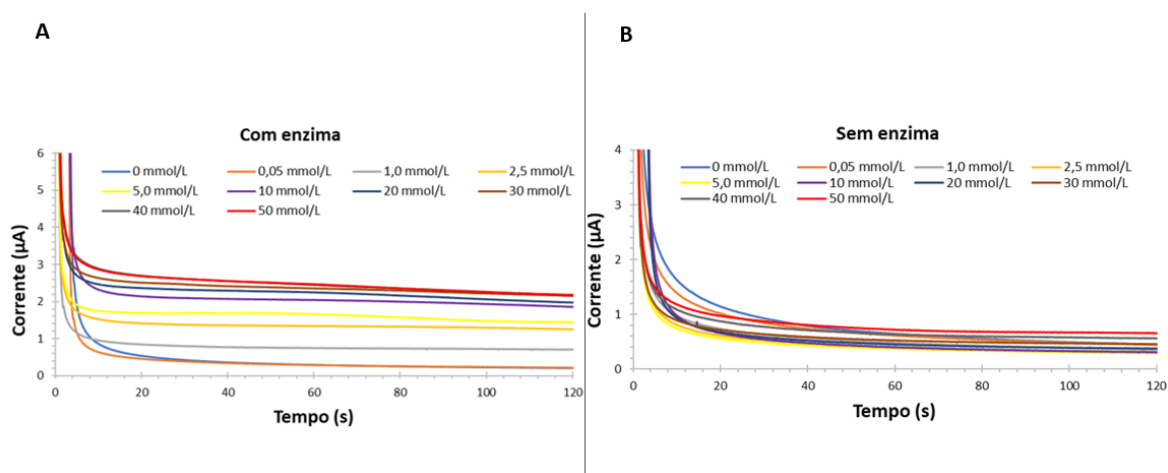 A
Com enzima
6
5
4
3
2
1
0
0 mmol/L 0,05 mmol/L 1,0 mmol/L 2,5 mmol/L
5,0 mmol/L 10 mmol/L 20 mmol/L 30 mmol/L
40 mmol/L 50 mmol/L
Corrente (µA)
0 20 40 60 80 100 120
Tempo (s)
B
Sem enzima
4
3
2
1
0
0 mmol/L 0,05 mmol/L 1,0 mmol/L 2,5 mmol/L
5,0 mmol/L 10 mmol/L 20 mmol/L 30 mmol/L
40 mmol/L 50 mmol/L
Corrente (µA)
0 20 40 60 80 100 120
Tempo (s)